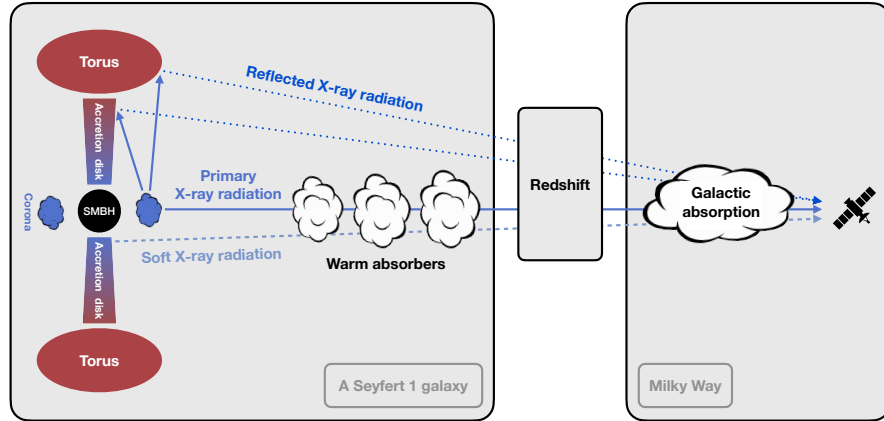 Torus
Reflected X-ray radiation
Accretion disk
Corona
SMBH
Primary
X-ray radiation
Redshift
Galactic
absorption
Accretion disk
Soft X-ray radiation
Warm absorbers
Torus
A Seyfert 1 galaxy
Milky Way